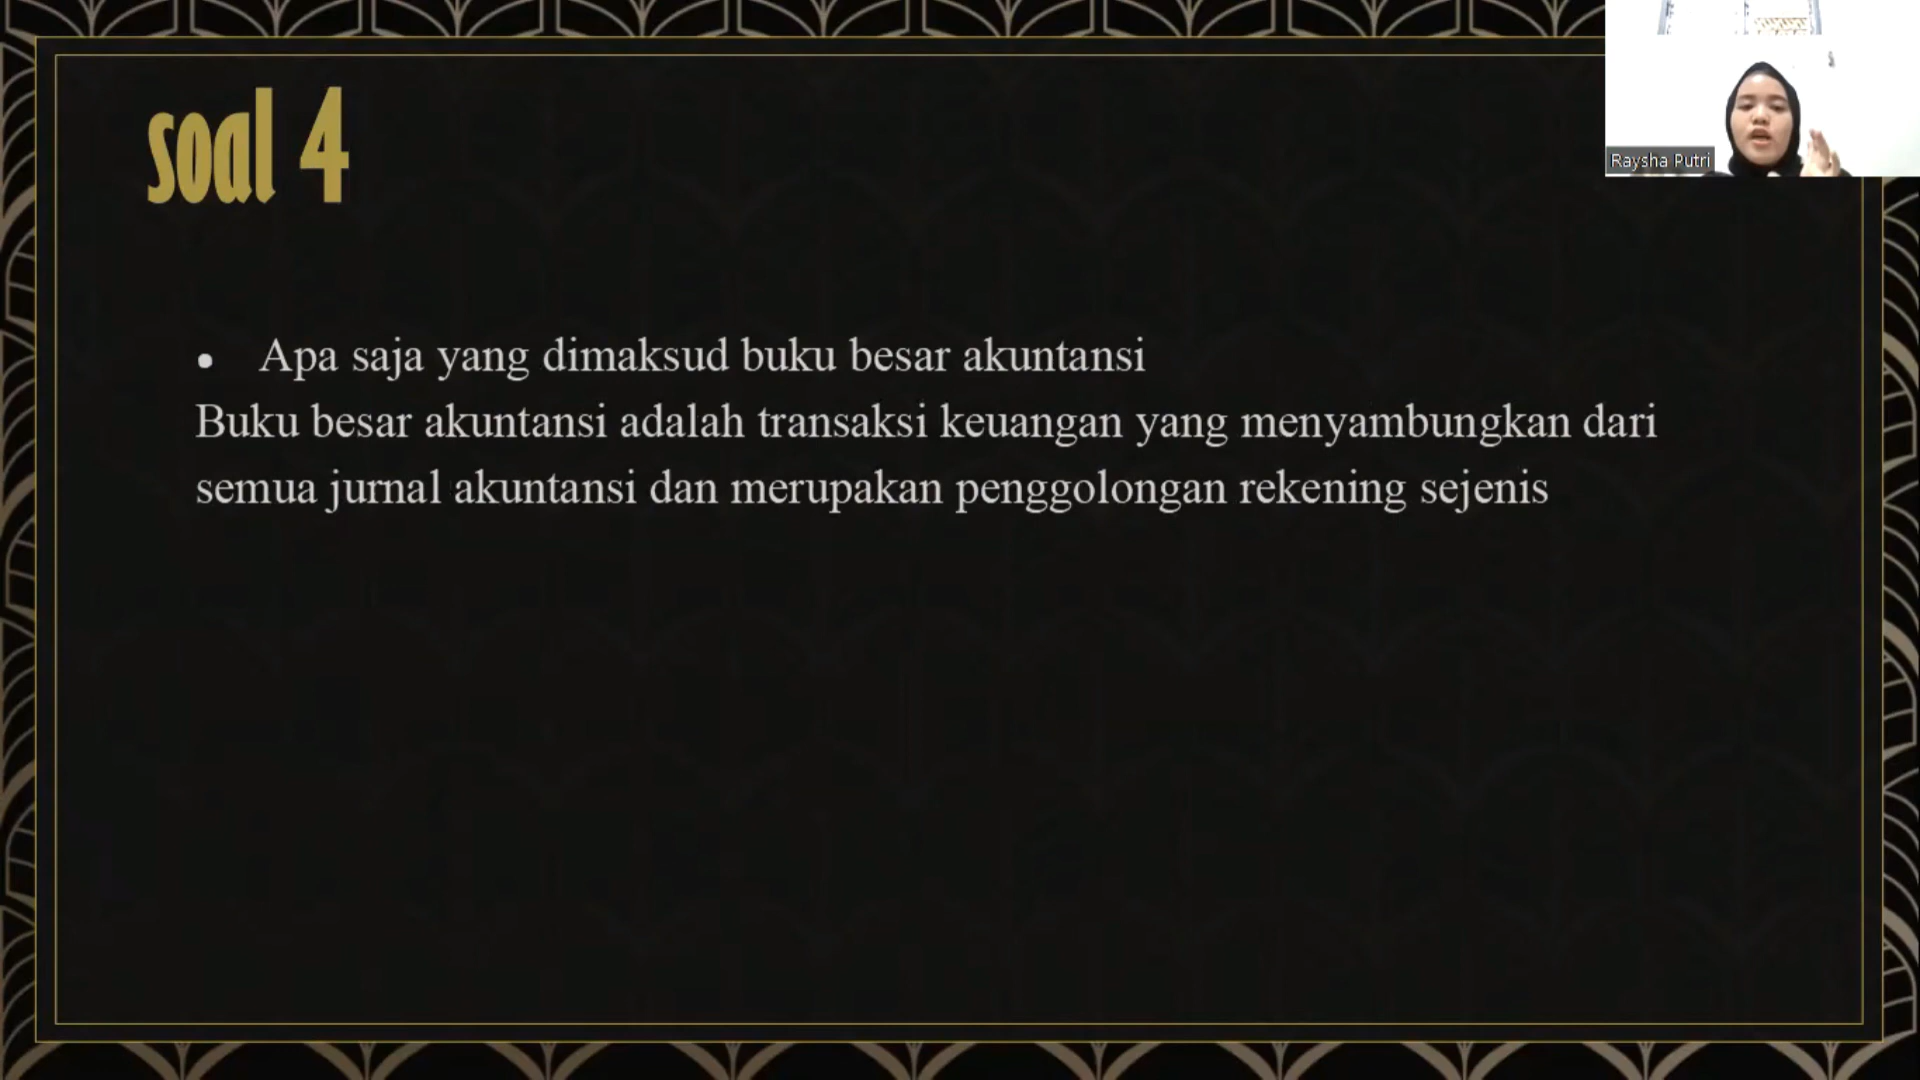 soal 4
Raysha Putri
• Apa saja yang dimaksud buku besar akuntansi
Buku besar akuntansi adalah transaksi keuangan yang menyambungkan dari
semua jurnal akuntansi dan merupakan penggolongan rekening sejenis